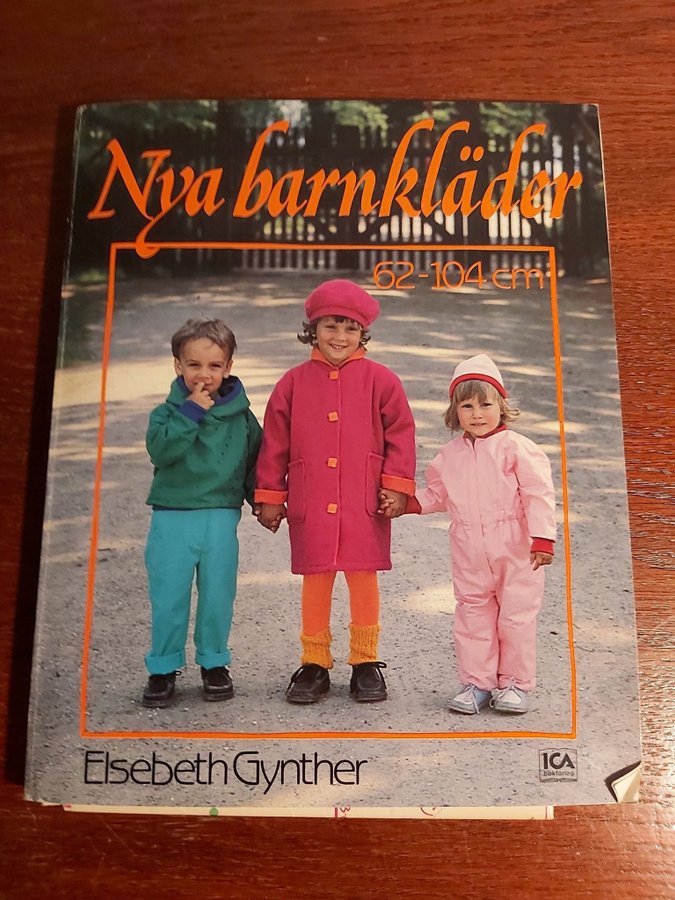 Nya barnkläder
62-104 cm
Elsebeth Gynther
ICA
bokförlag